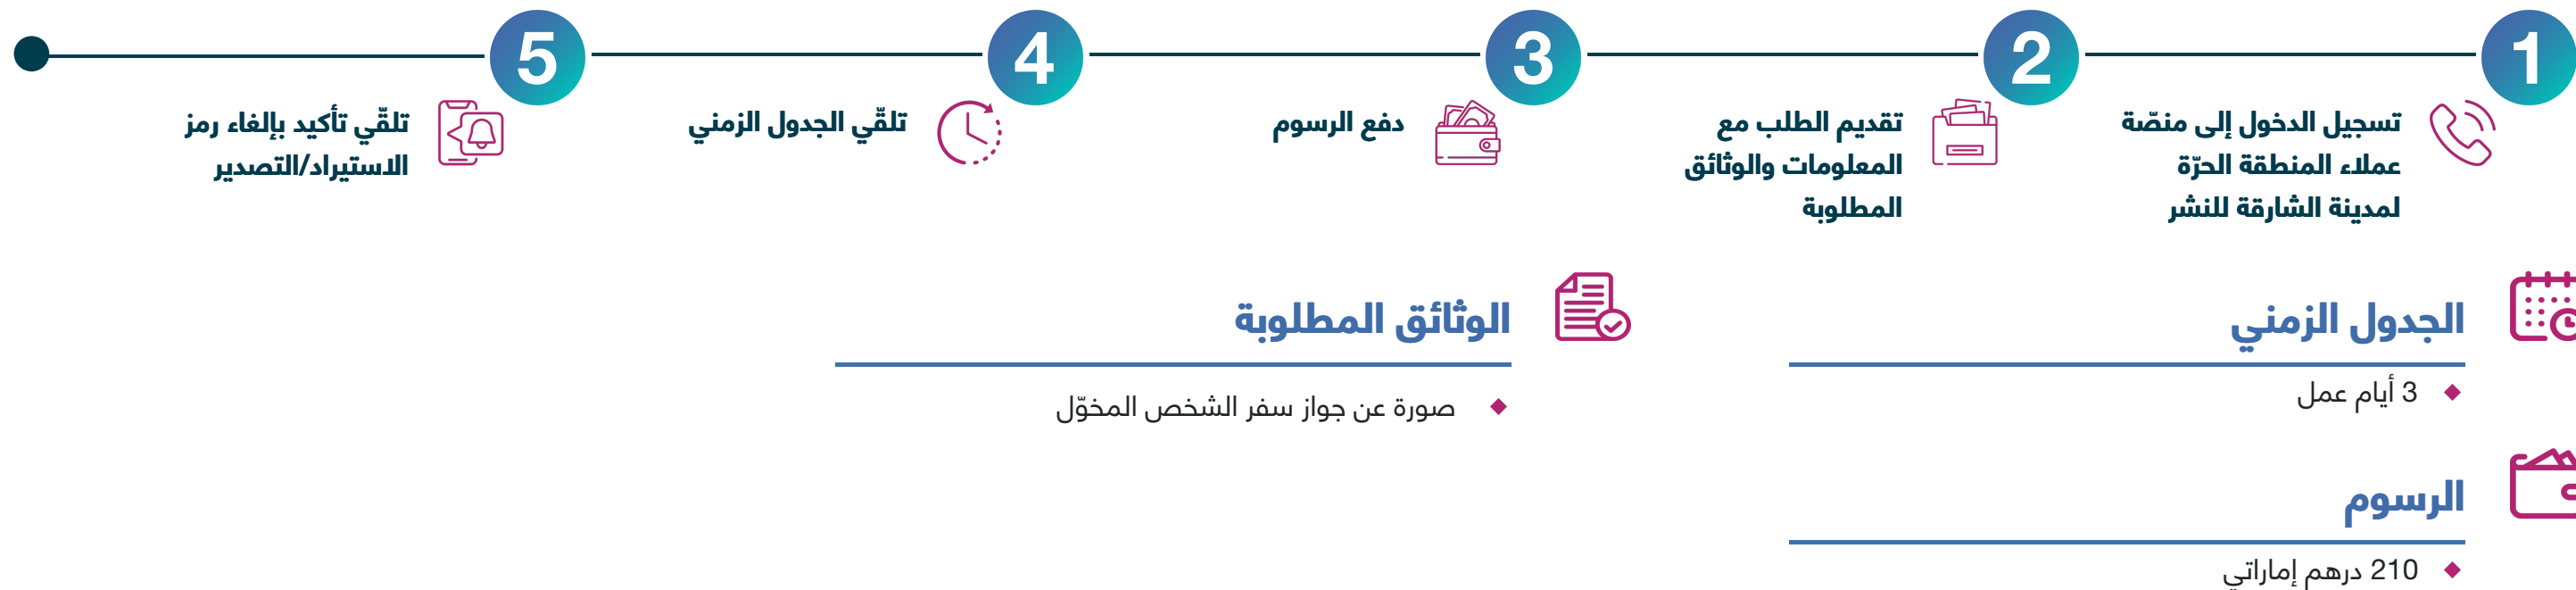 1
تسجيل الدخول إلى منصّة
عملاء المنطقة الحرّة
لمدينة الشارقة للنشر
2
تقديم الطلب مع
المعلومات والوثائق
المطلوبة
3
دفع الرسوم
4
تلقّي الجدول الزمني
5
تلقّي تأكيد بإلغاء رمز
الاستيراد/التصدير
الجدول الزمني
3 أيام عمل
الرسوم
210 درهم إماراتي
الوثائق المطلوبة
صورة عن جواز سفر الشخص المخوّل